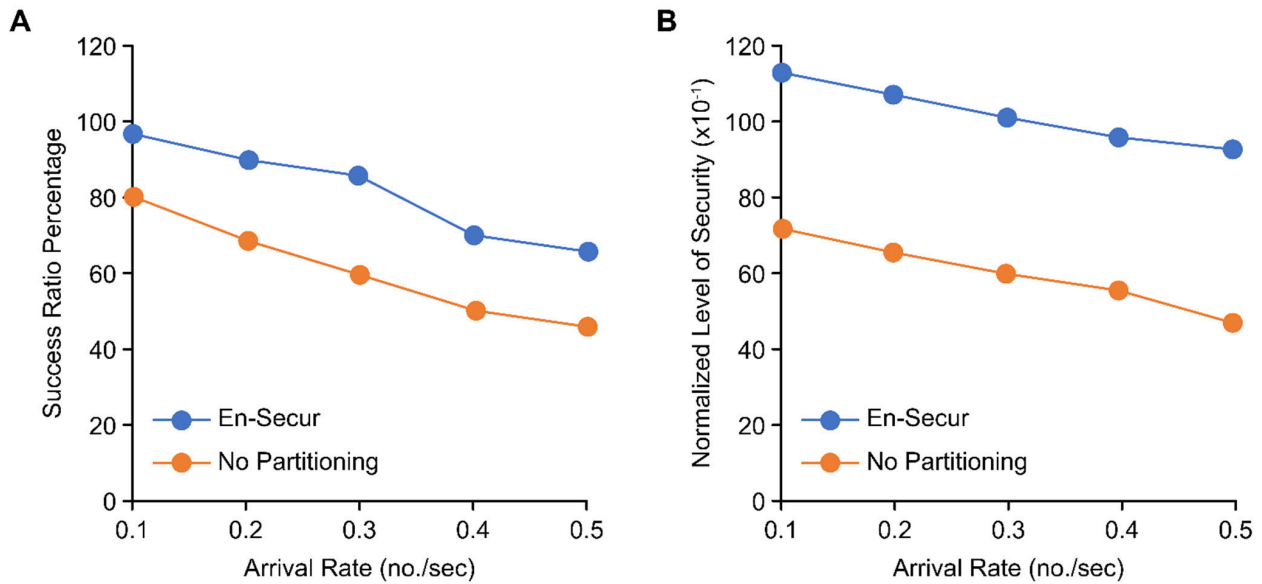 A
120
100
80
60
40
20
0
Success Ratio Percentage
En-Secur
No Partitioning
0.1 0.2 0.3 0.4 0.5
Arrival Rate (no./sec)
B
120
100
80
60
40
20
0
Normalized Level of Security (x10⁻¹)
En-Secur
No Partitioning
0.1 0.2 0.3 0.4 0.5
Arrival Rate (no./sec)